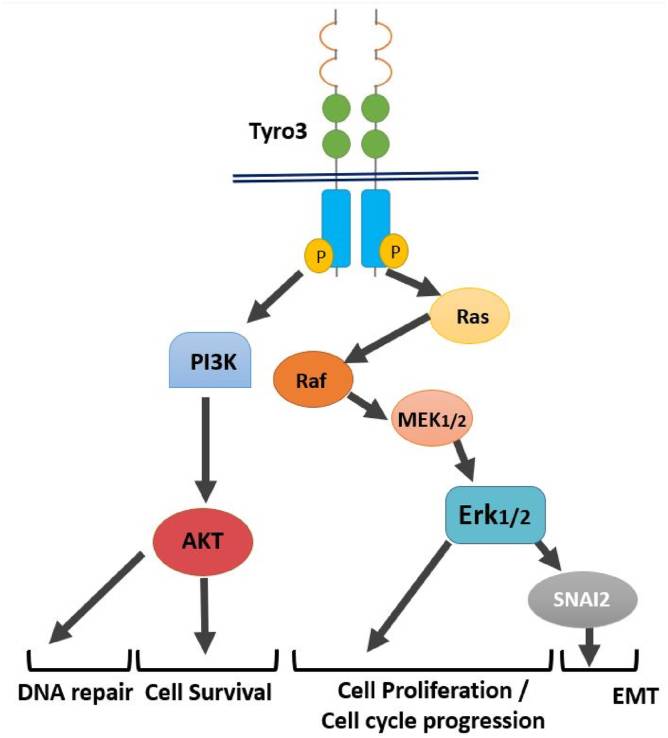 Tyro3
P
P
Ras
PI3K
Raf
MEK1/2
Erk1/2
AKT
SNAI2
DNA repair
Cell Survival
Cell Proliferation /
Cell cycle progression
EMT